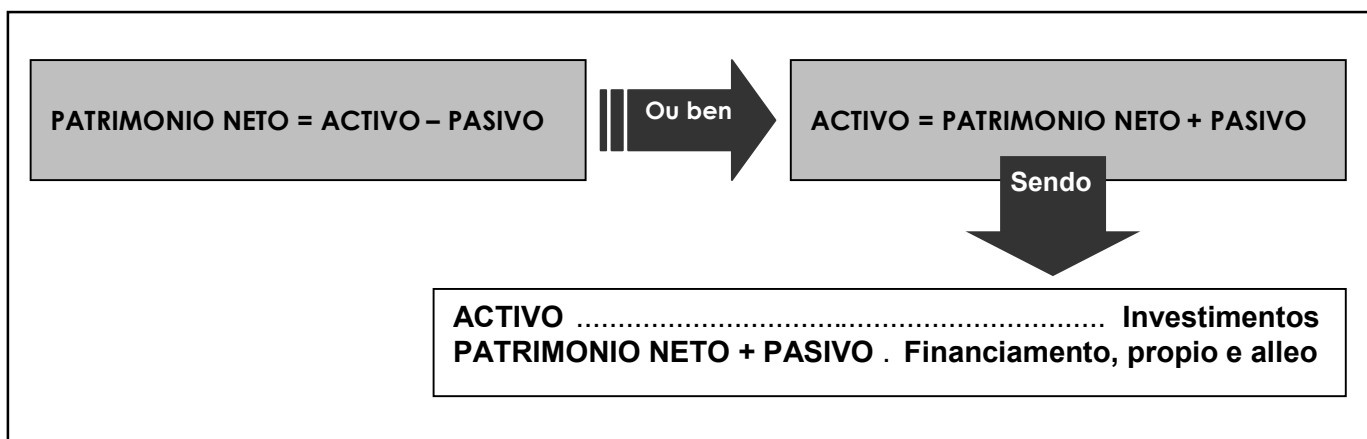 PATRIMONIO NETO = ACTIVO – PASIVO
Ou ben
ACTIVO = PATRIMONIO NETO + PASIVO
Sendo
ACTIVO ................................................................ Investimentos
PATRIMONIO NETO + PASIVO . Financiamento, propio e alleo